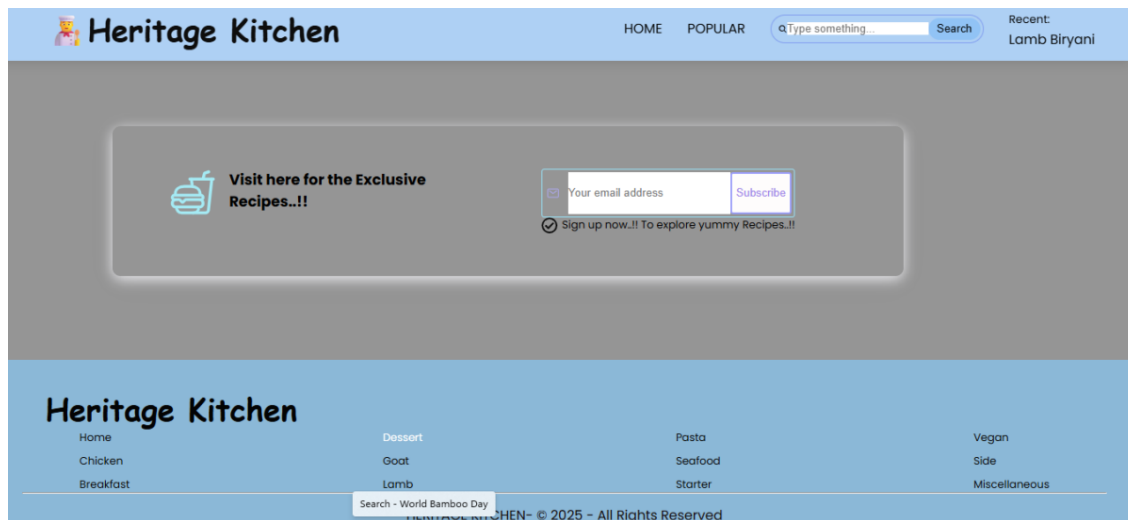 Heritage Kitchen
HOME POPULAR Type something... Search
Recent:
Lamb Biryani
Visit here for the Exclusive
Recipes..!!
Your email address Subscribe
Sign up now..!! To explore yummy Recipes..!!
Heritage Kitchen
Home Dessert Pasta Vegan
Chicken Goat Seafood Side
Breakfast Lamb Starter Miscellaneous
Search - World Bamboo Day
HERITAGE KITCHEN- © 2025 - All Rights Reserved